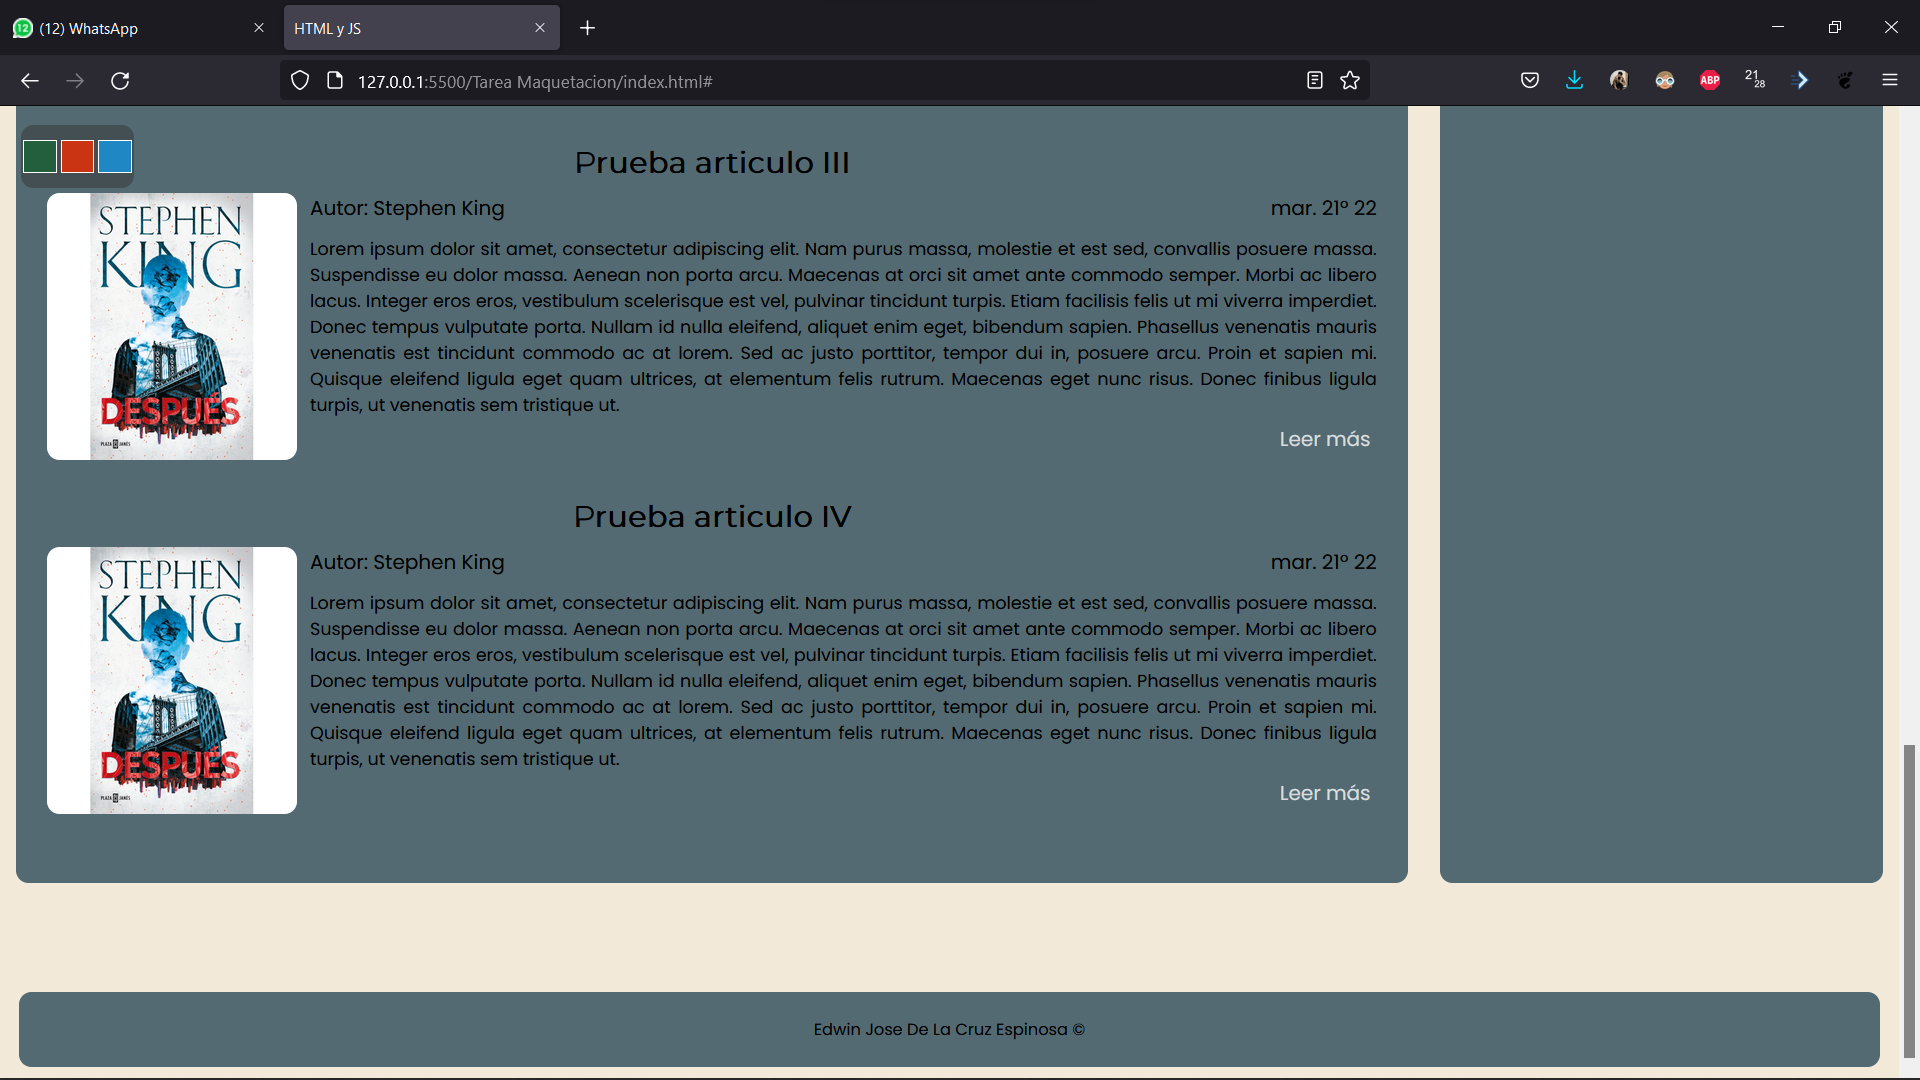 (12) WhatsApp
HTML y JS
127.0.0.1:5500/Tarea Maquetacion/index.html#
ABP
21
28
Prueba articulo III
Autor: Stephen King
mar. 21º 22
Lorem ipsum dolor sit amet, consectetur adipiscing elit. Nam purus massa, molestie et est sed, convallis posuere massa.
Suspendisse eu dolor massa. Aenean non porta arcu. Maecenas at orci sit amet ante commodo semper. Morbi ac libero
lacus. Integer eros eros, vestibulum scelerisque est vel, pulvinar tincidunt turpis. Etiam facilisis felis ut mi viverra imperdiet.
Donec tempus vulputate porta. Nullam id nulla eleifend, aliquet enim eget, bibendum sapien. Phasellus venenatis mauris
venenatis est tincidunt commodo ac at lorem. Sed ac justo porttitor, tempor dui in, posuere arcu. Proin et sapien mi.
Quisque eleifend ligula eget quam ultrices, at elementum felis rutrum. Maecenas eget nunc risus. Donec finibus ligula
turpis, ut venenatis sem tristique ut.
Leer más
STEPHEN
KING
DESPUÉS
PLAZA JANÉS
Prueba articulo IV
Autor: Stephen King
mar. 21º 22
Lorem ipsum dolor sit amet, consectetur adipiscing elit. Nam purus massa, molestie et est sed, convallis posuere massa.
Suspendisse eu dolor massa. Aenean non porta arcu. Maecenas at orci sit amet ante commodo semper. Morbi ac libero
lacus. Integer eros eros, vestibulum scelerisque est vel, pulvinar tincidunt turpis. Etiam facilisis felis ut mi viverra imperdiet.
Donec tempus vulputate porta. Nullam id nulla eleifend, aliquet enim eget, bibendum sapien. Phasellus venenatis mauris
venenatis est tincidunt commodo ac at lorem. Sed ac justo porttitor, tempor dui in, posuere arcu. Proin et sapien mi.
Quisque eleifend ligula eget quam ultrices, at elementum felis rutrum. Maecenas eget nunc risus. Donec finibus ligula
turpis, ut venenatis sem tristique ut.
Leer más
STEPHEN
KING
DESPUÉS
PLAZA JANÉS
Edwin Jose De La Cruz Espinosa ©